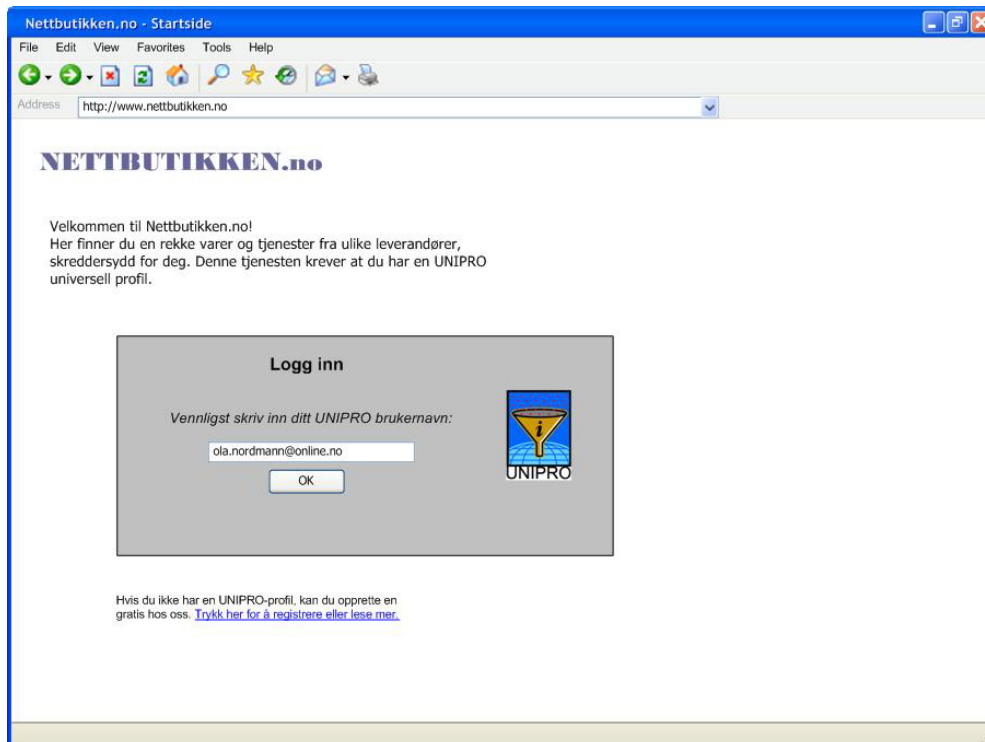 Nettbutikken.no - Startside
File Edit View Favorites Tools Help
Address http://www.nettbutikken.no
NETTBUTIKKEN.no
Velkommen til Nettbutikken.no!
Her finner du en rekke varer og tjenester fra ulike leverandører,
skreddersydd for deg. Denne tjenesten krever at du har en UNIPRO
universell profil.
Logg inn
Vennligst skriv inn ditt UNIPRO brukernavn:
ola.nordmann@online.no
OK
i
UNIPRO
Hvis du ikke har en UNIPRO-profil, kan du opprette en
gratis hos oss. Trykk her for å registrere eller lese mer.